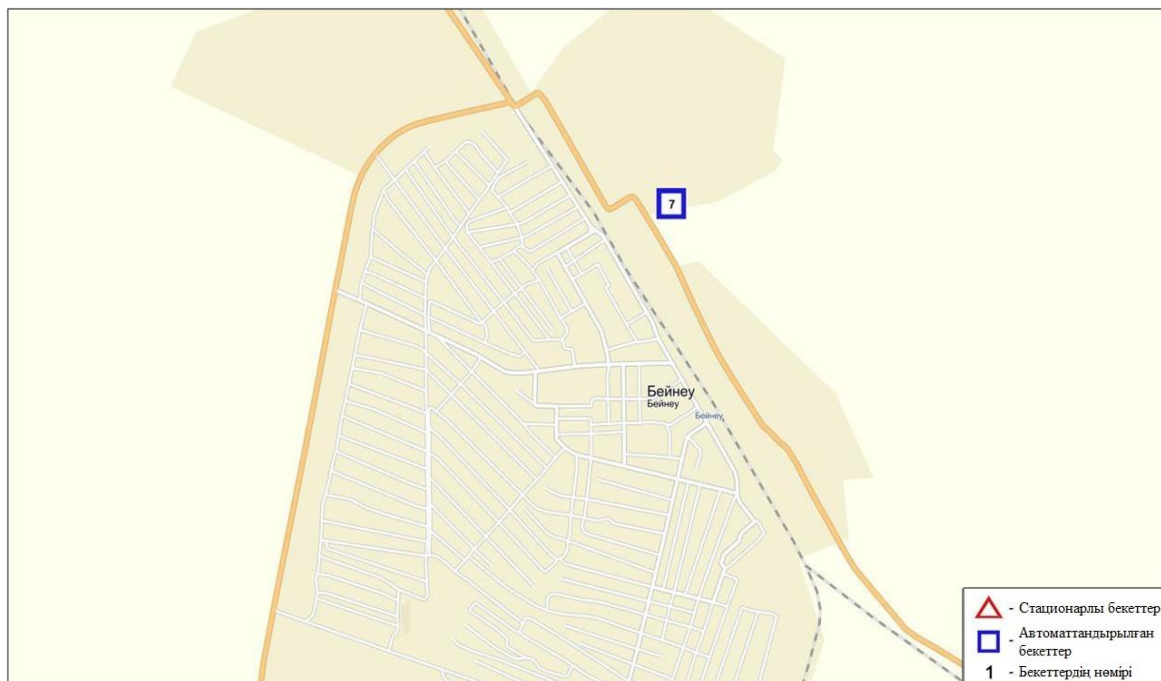 7
Бейнеу
Бейнеу
Бейнеу
- Стационарлы бекеттер
- Автоматтандырылған
бекеттер
1 - Бекеттердің нөмірі